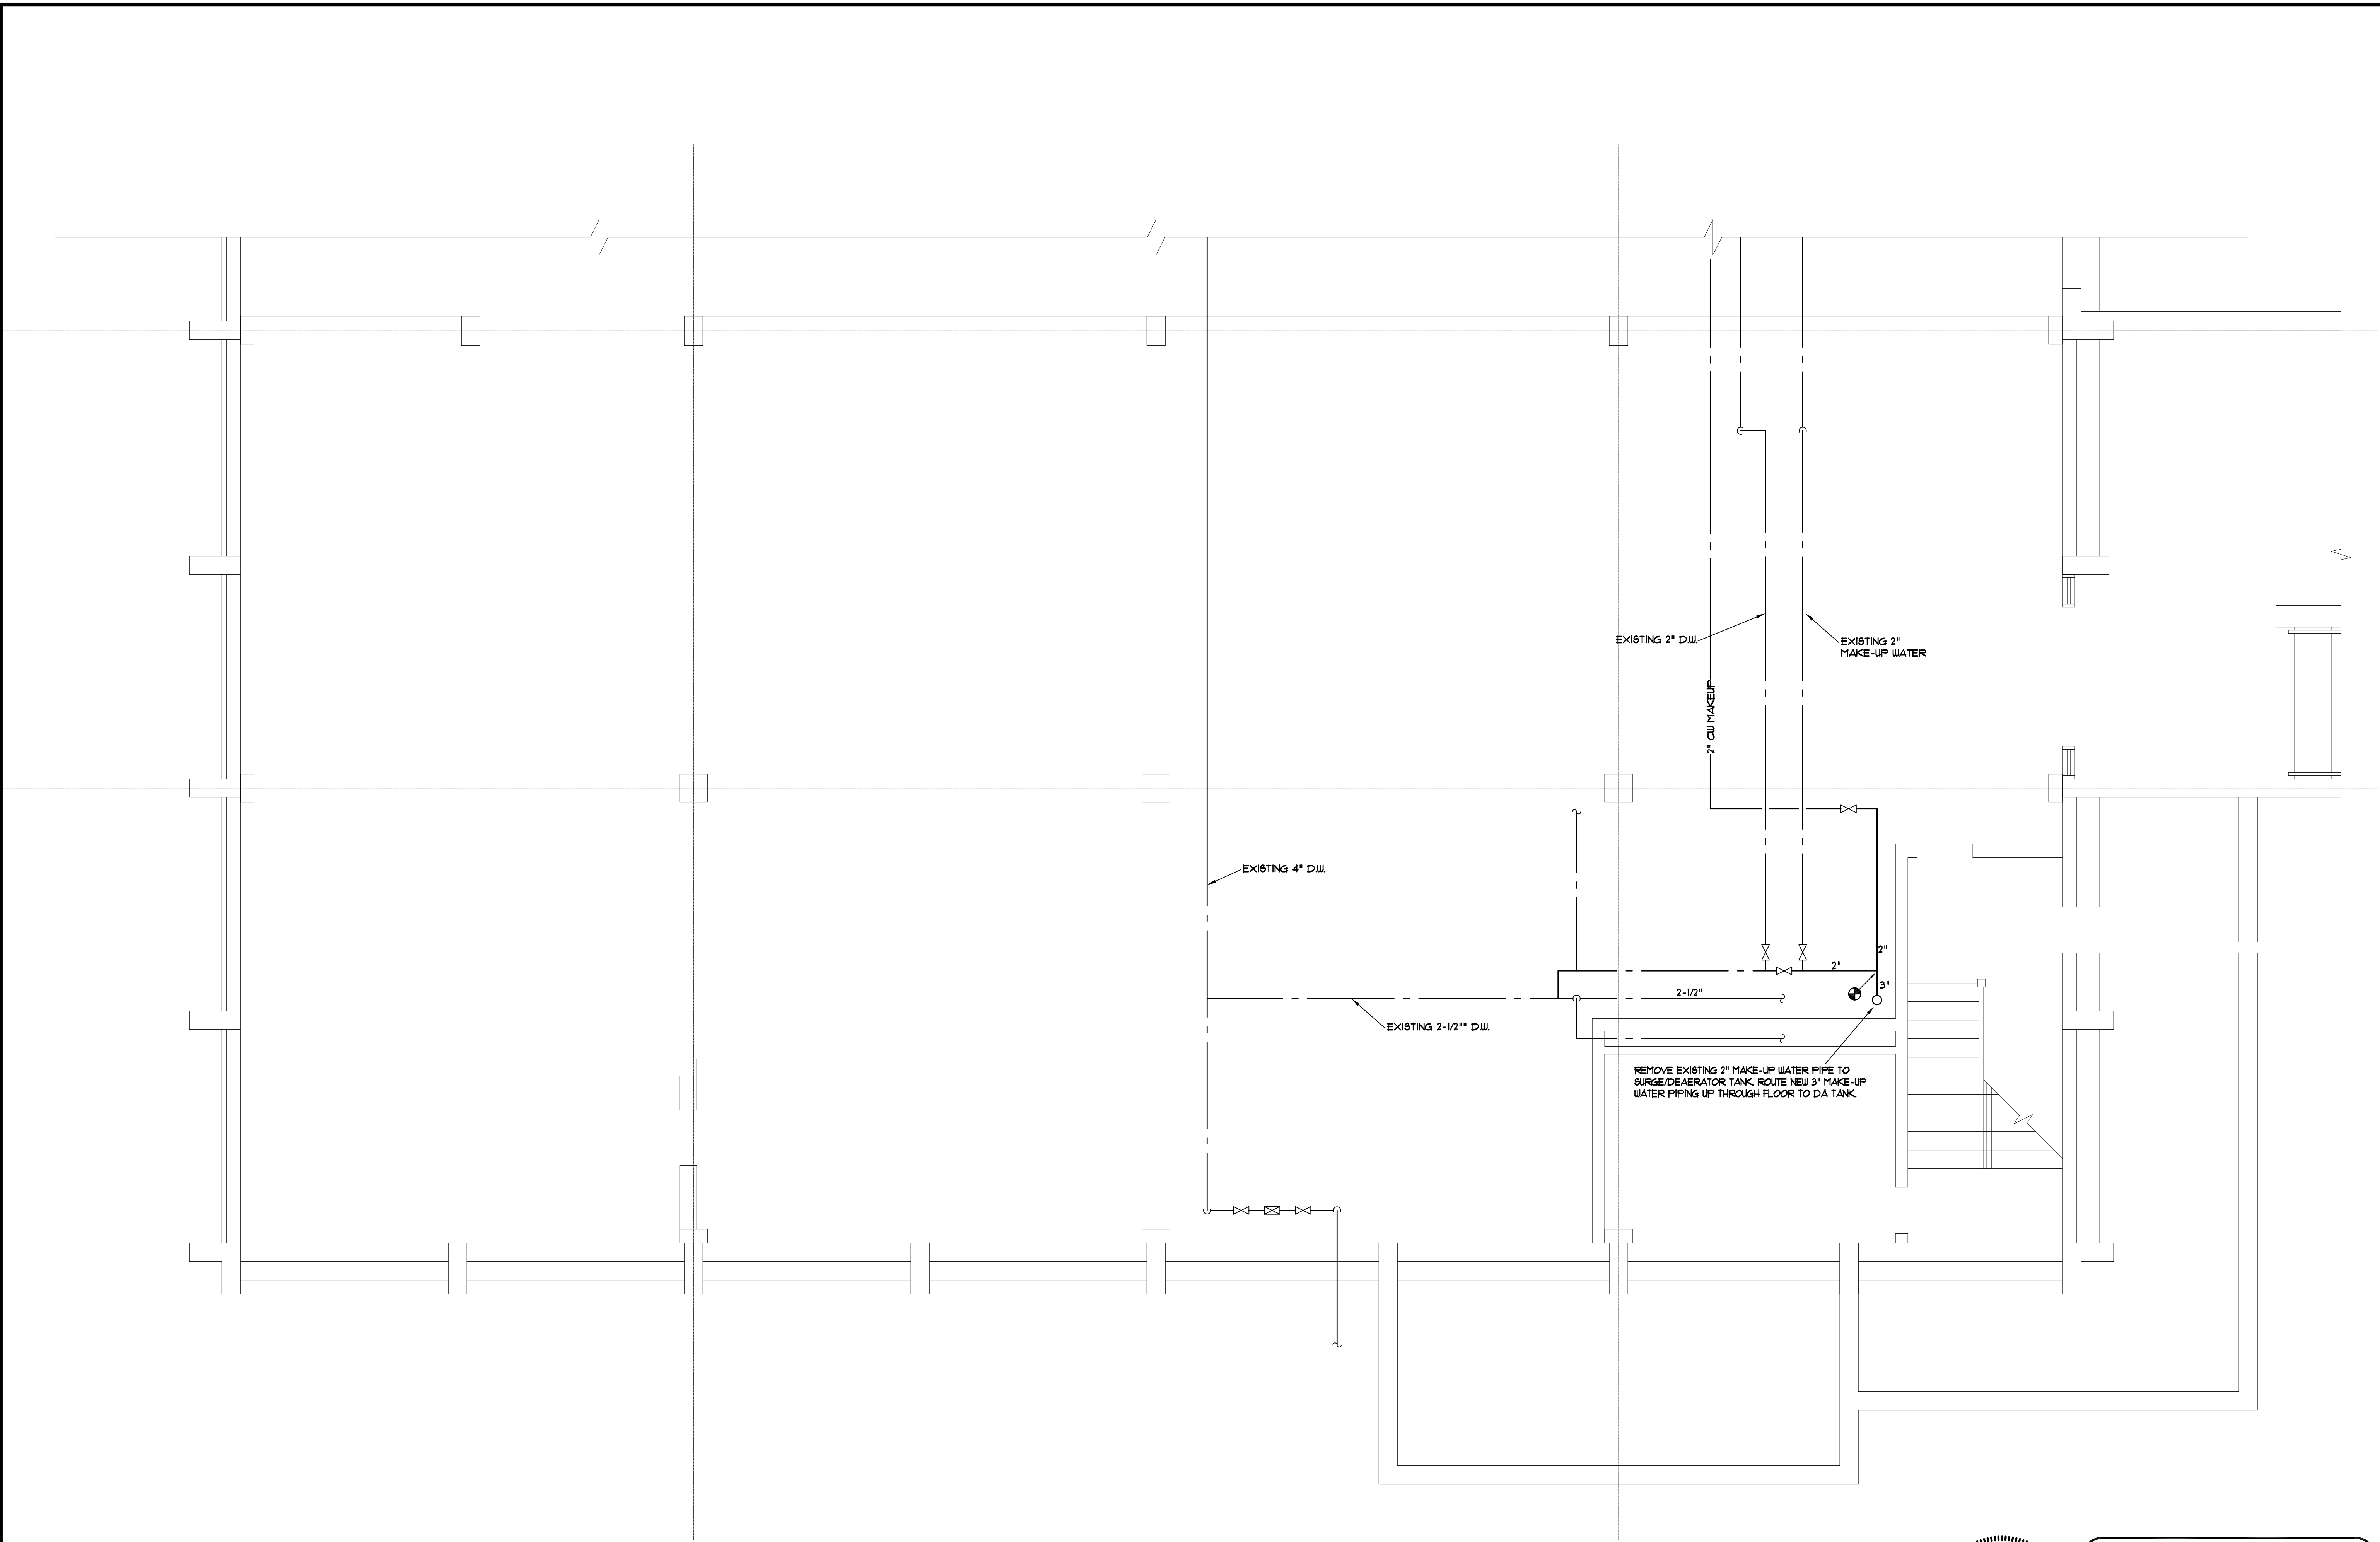 EXISTING 2" D.W.
EXISTING 2"
MAKE-UP WATER
2" CW MAKEUP
EXISTING 4" D.W.
2"
2"
3"
2-1/2"
EXISTING 2-1/2"" D.W.
REMOVE EXISTING 2" MAKE-UP WATER PIPE TO
SURGE/DEAERATOR TANK. ROUTE NEW 3" MAKE-UP
WATER PIPING UP THROUGH FLOOR TO DA TANK.